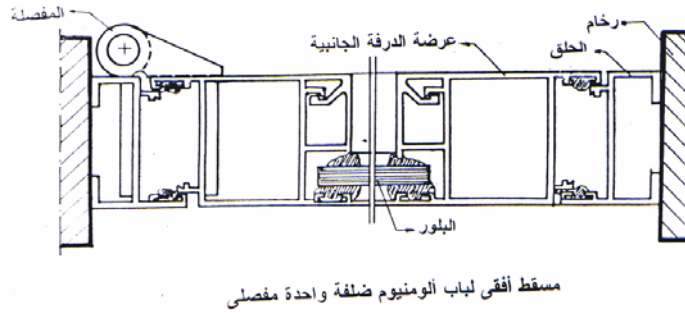 المفصلة
رخام
الحلق
عرضة الدرفة الجانبية
البلور
مسقط أفقى لباب ألومنيوم ضلفة واحدة مفصلى